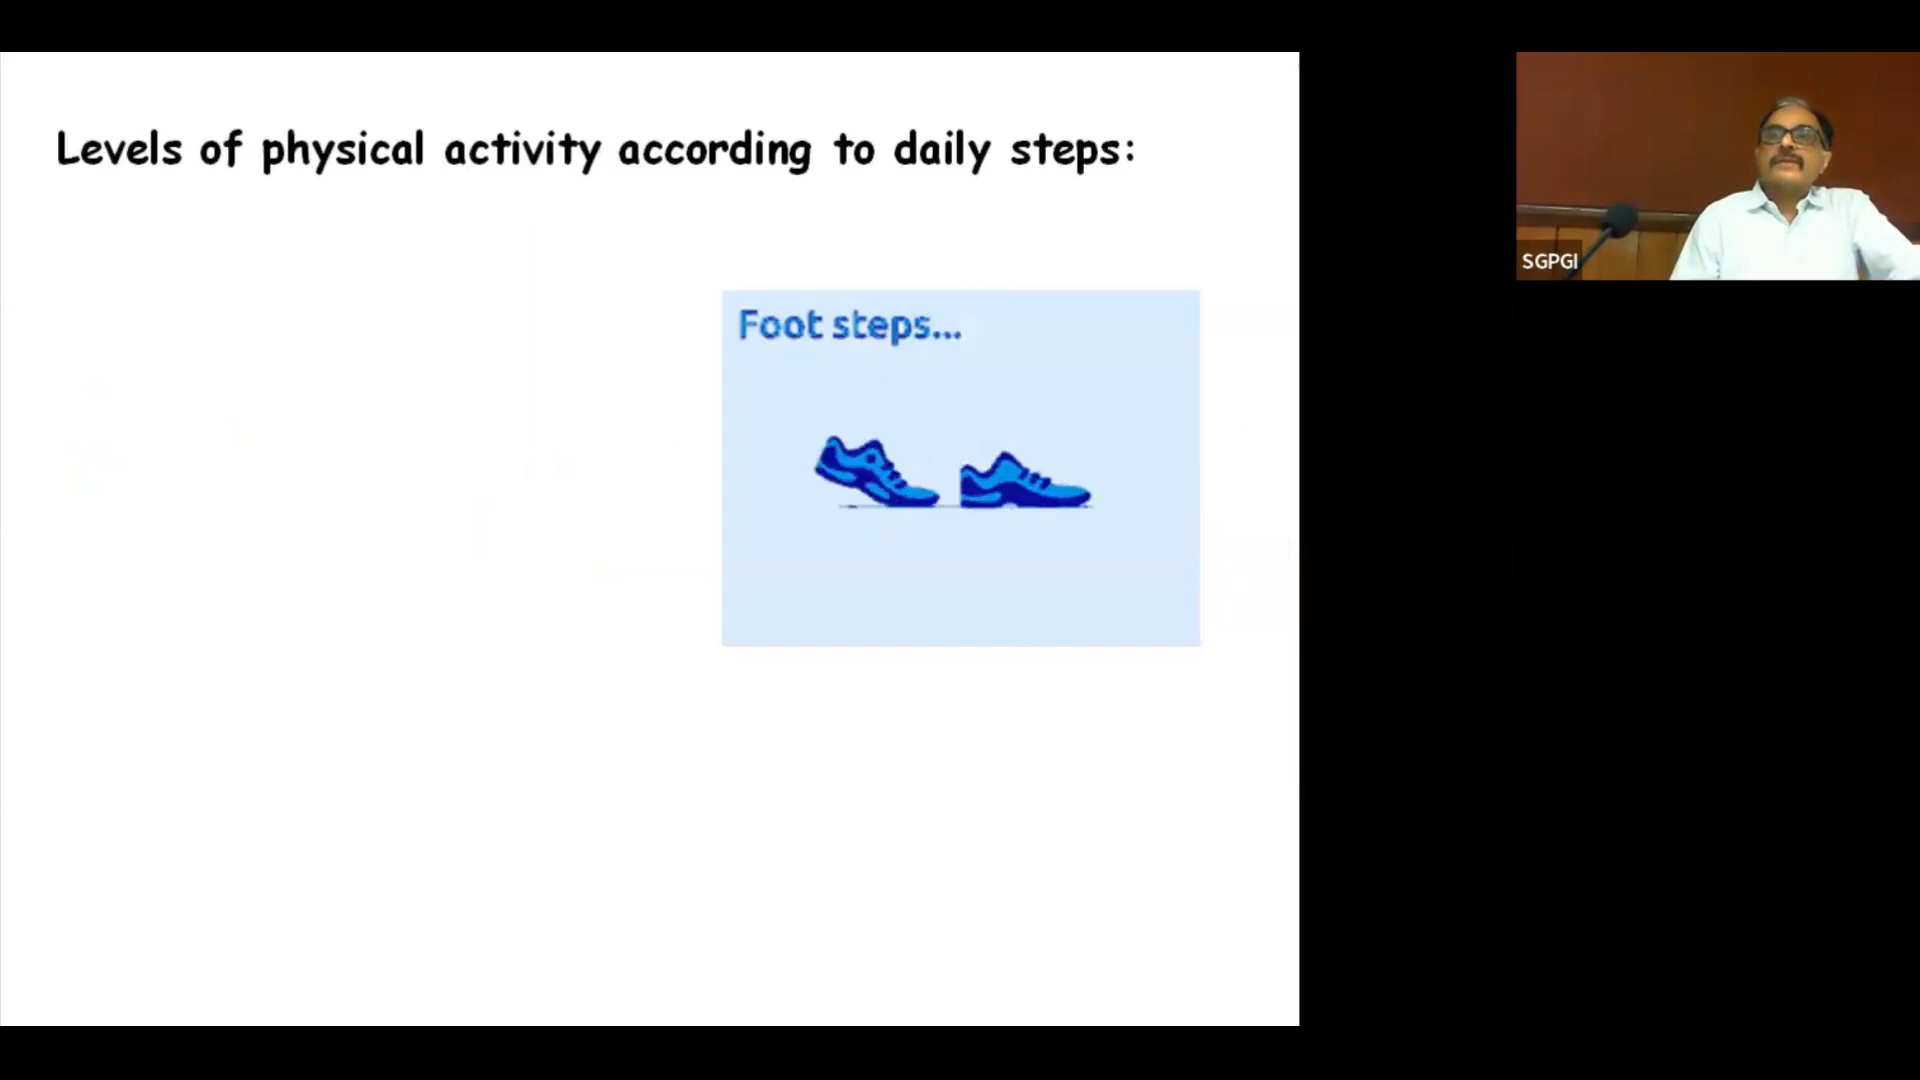 Levels of physical activity according to daily steps:
Foot steps...
SGPGI